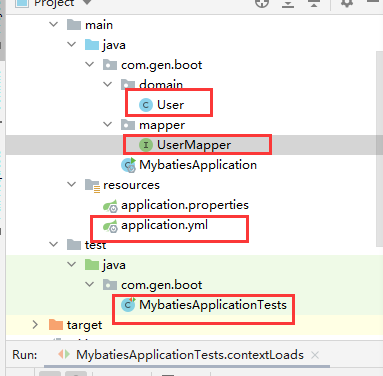 Project
main
java
com.gen.boot
domain
C User
mapper
I UserMapper
MybatiesApplication
resources
application.properties
application.yml
test
java
com.gen.boot
MybatiesApplicationTests
target
Run: MybatiesApplicationTests.contextLoads ×